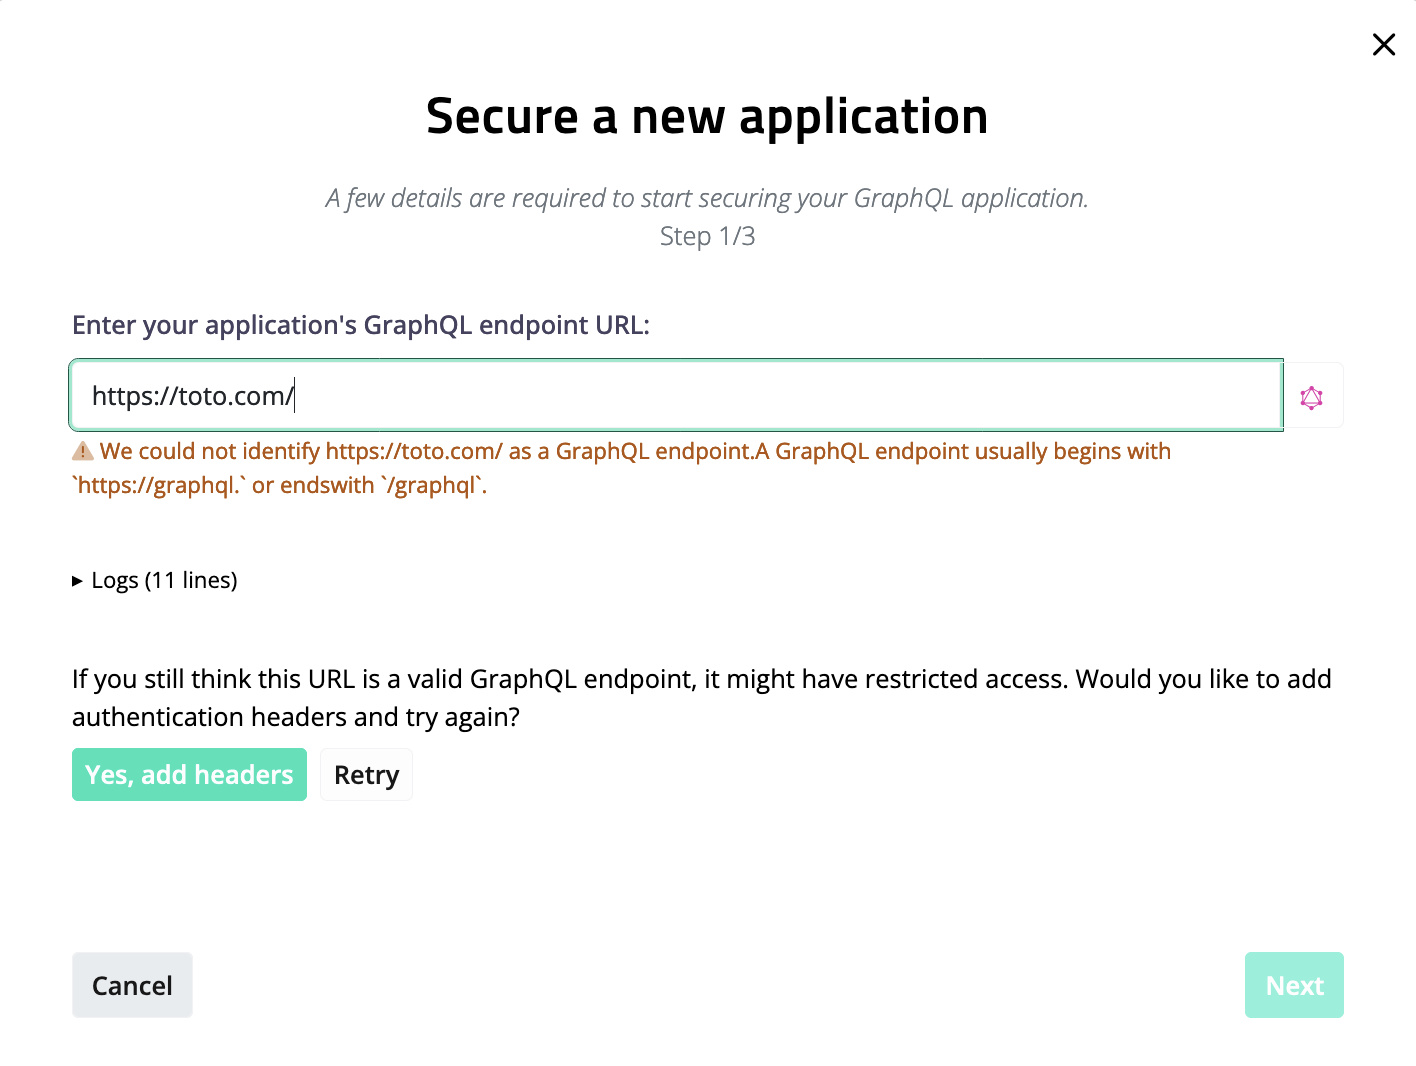 Secure a new application
A few details are required to start securing your GraphQL application.
Step 1/3
Enter your application's GraphQL endpoint URL:
https://toto.com/
We could not identify https://toto.com/ as a GraphQL endpoint.A GraphQL endpoint usually begins with
`https://graphql.` or endswith `/graphql`.
Logs (11 lines)
If you still think this URL is a valid GraphQL endpoint, it might have restricted access. Would you like to add
authentication headers and try again?
Yes, add headers
Retry
Cancel
Next